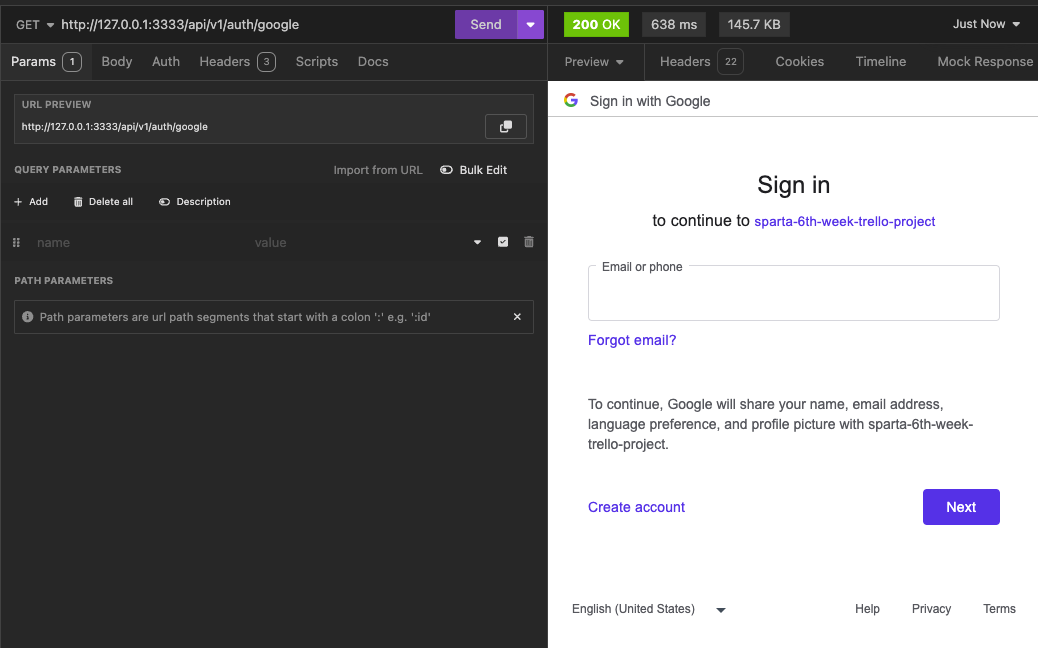 GET http://127.0.0.1:3333/api/v1/auth/google Send
Params 1 Body Auth Headers 3 Scripts Docs
URL PREVIEW
http://127.0.0.1:3333/api/v1/auth/google
QUERY PARAMETERS Import from URL Bulk Edit
Add Delete all Description
name value
PATH PARAMETERS
Path parameters are url path segments that start with a colon ':' e.g. ':id'
200 OK 638 ms 145.7 KB Just Now
Preview Headers 22 Cookies Timeline Mock Response
Sign in with Google
Sign in
to continue to sparta-6th-week-trello-project
Email or phone
Forgot email?
To continue, Google will share your name, email address,
language preference, and profile picture with sparta-6th-week-
trello-project.
Create account Next
English (United States) Help Privacy Terms